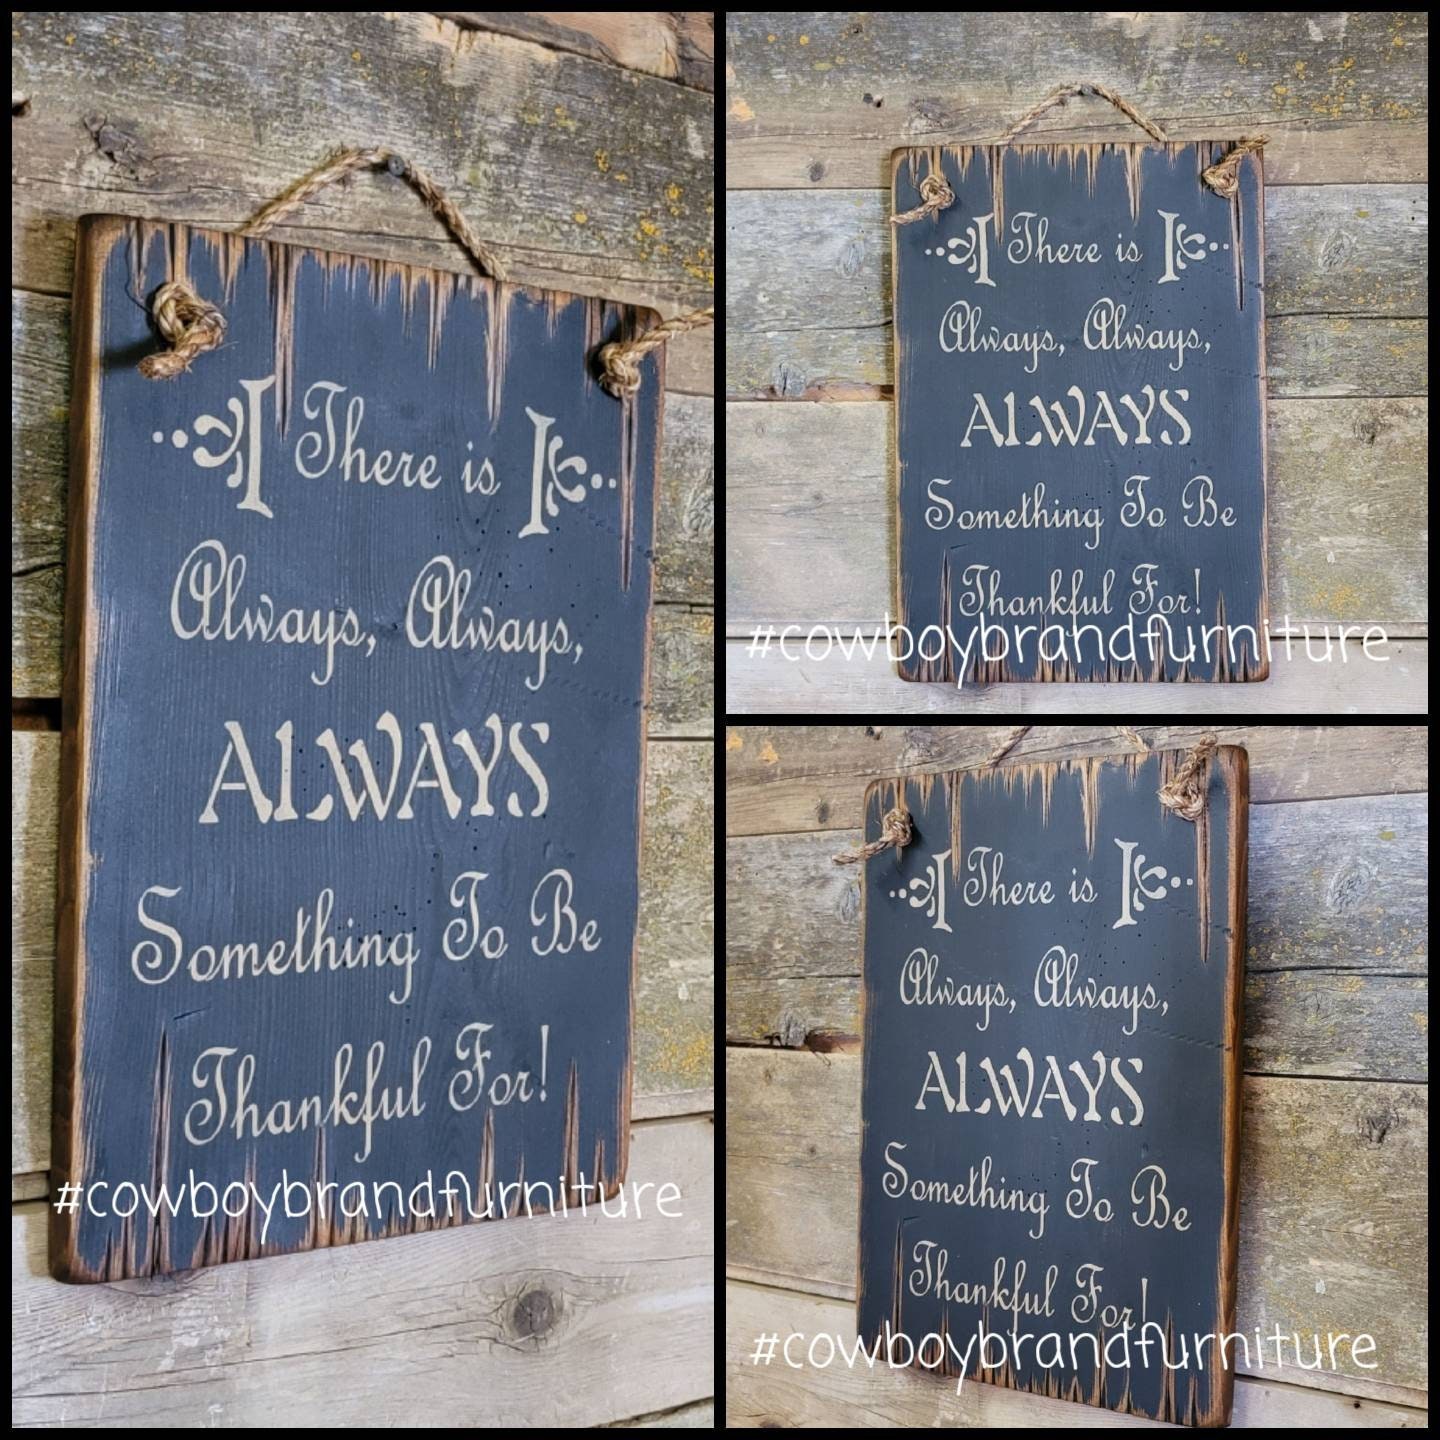 There is
Always, Always,
ALWAYS
Something To Be
Thankful For!
#cowboybrandfurniture
There is
Always, Always,
ALWAYS
Something To Be
Thankful For!
#cowboybrandfurniture
There is
Always, Always,
ALWAYS
Something To Be
Thankful For!
#cowboybrandfurniture